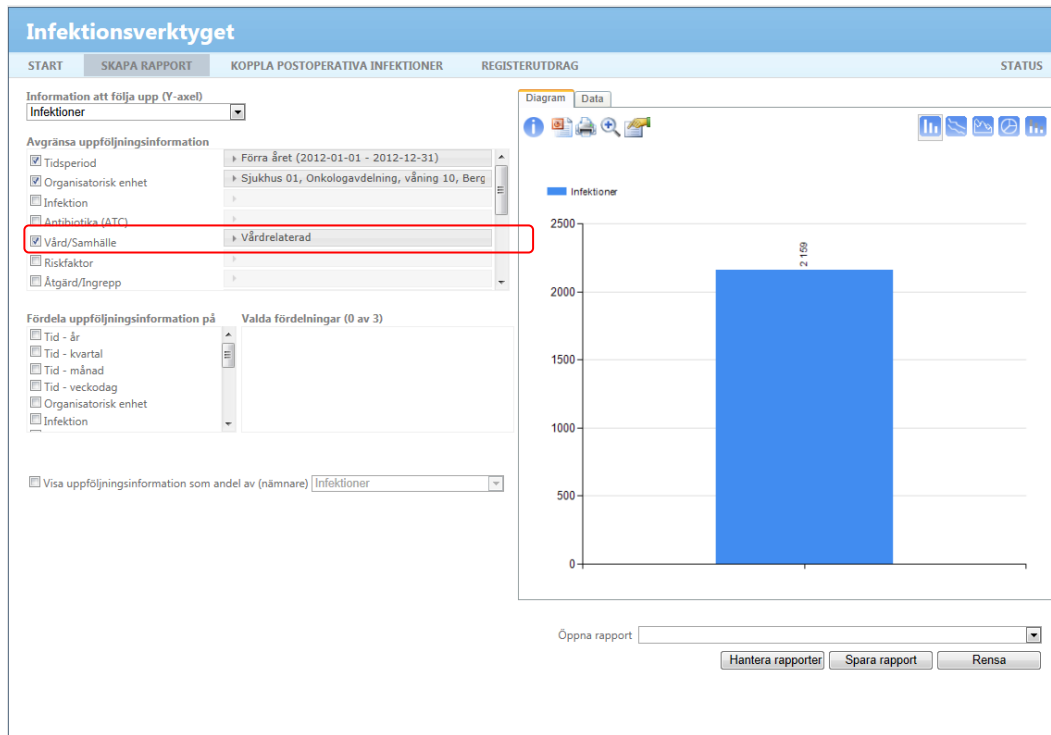 Infektionsverktyget
START SKAPA RAPPORT KOPPLA POSTOPERATIVA INFEKTIONER REGISTERUTDRAG STATUS
Information att följa upp (Y-axel)
Infektioner
Avgränsa uppföljningsinformation
Tidsperiod Förra året (2012-01-01 - 2012-12-31)
Organisatorisk enhet Sjukhus 01, Onkologavdelning, våning 10, Berg
Infektion
Antibiotika (ATC)
Vård/Samhälle Vårdrelaterad
Riskfaktor
Åtgärd/Ingrepp
Fördela uppföljningsinformation på Valda fördelningar (0 av 3)
Tid - år
Tid - kvartal
Tid - månad
Tid - veckodag
Organisatorisk enhet
Infektion
Visa uppföljningsinformation som andel av (nämnare) Infektioner
Diagram Data
Infektioner
2500
2 159
2000
1500
1000
500
0
Öppna rapport
Hantera rapporter Spara rapport Rensa